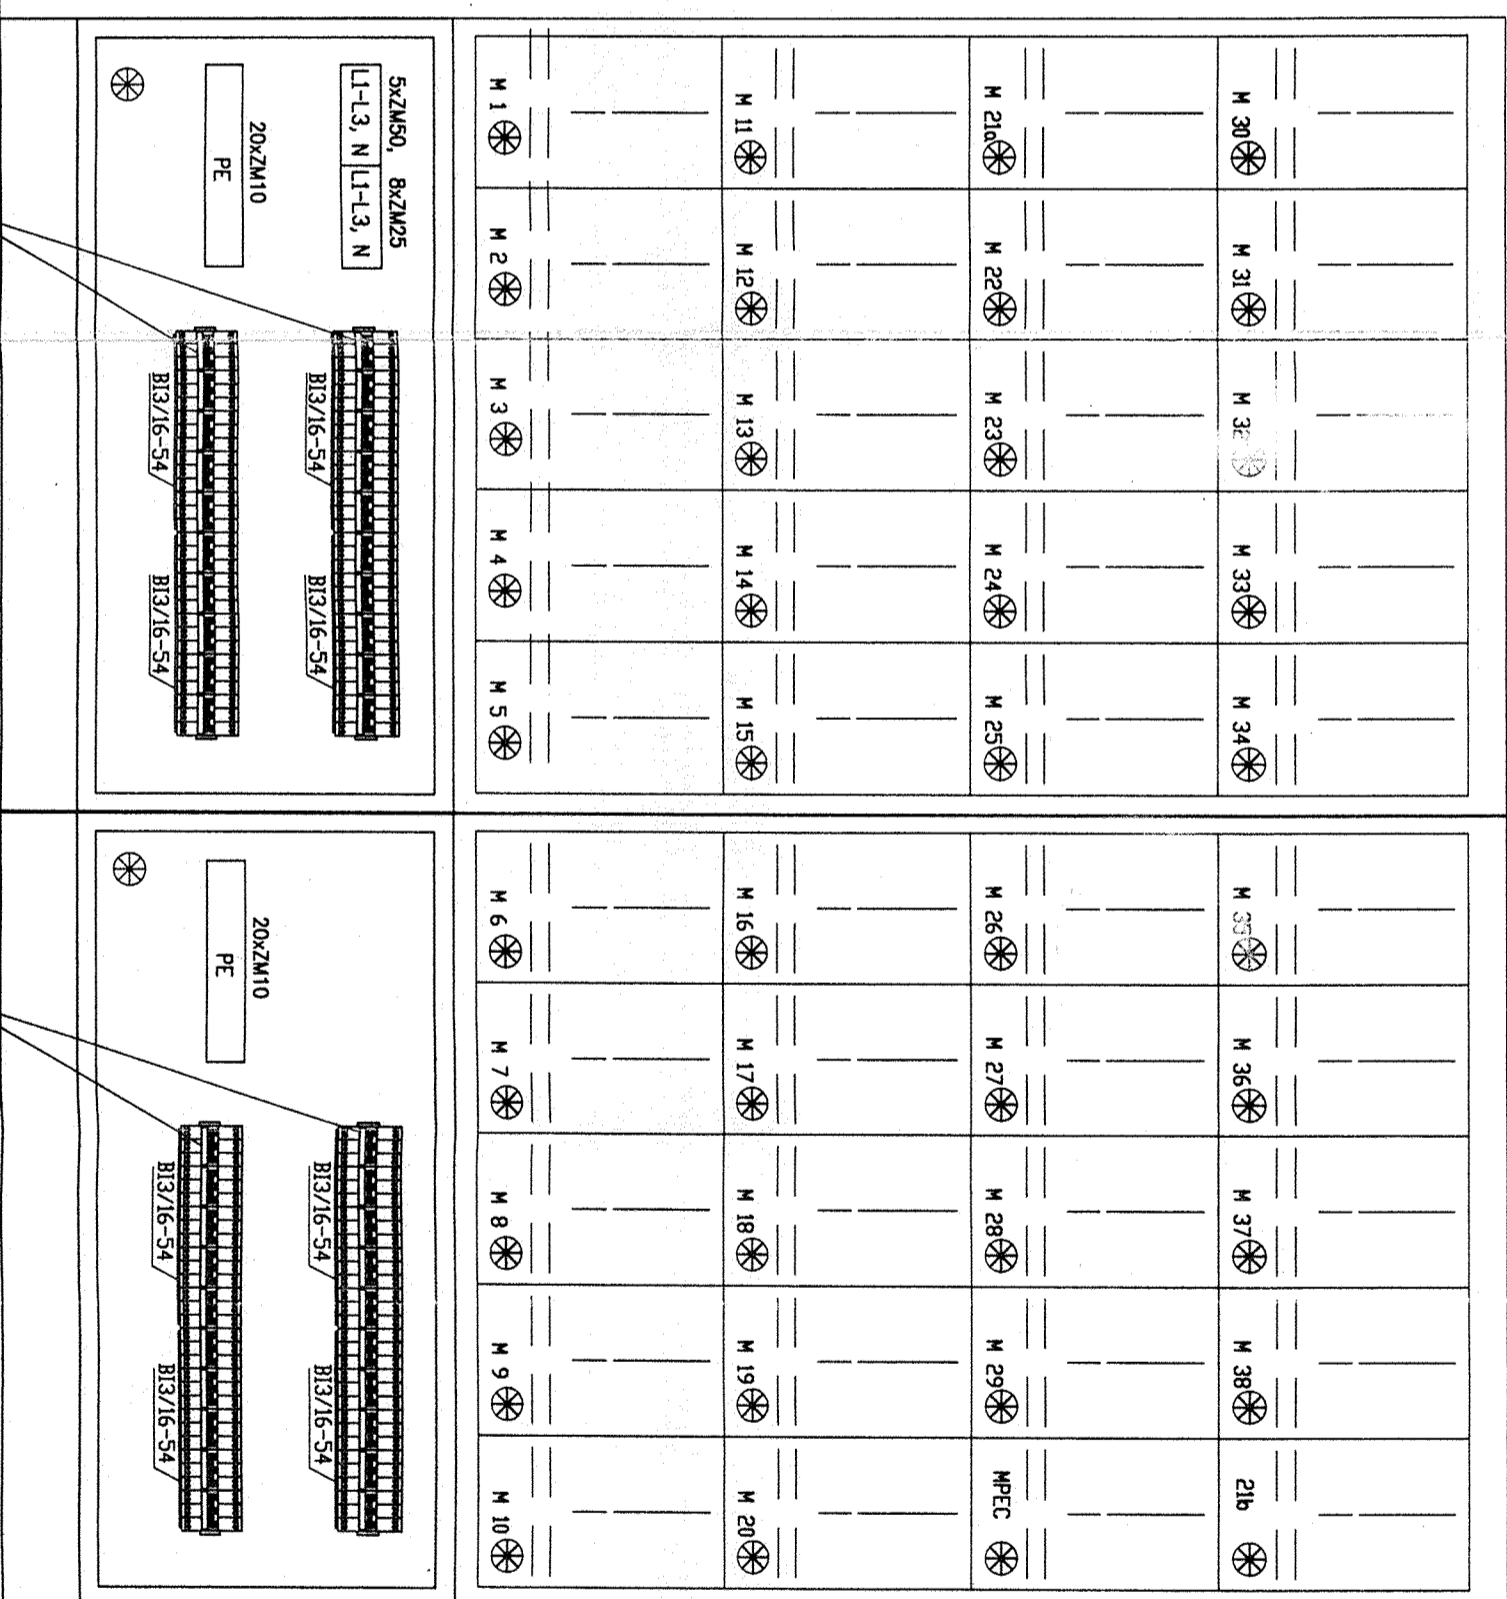 M 30
M 31
M 32
M 33
M 34
M 35
M 36
M 37
M 38
21b
M 21a
M 22
M 23
M 24
M 25
M 26
M 27
M 28
M 29
MPEC
M 11
M 12
M 13
M 14
M 15
M 16
M 17
M 18
M 19
M 20
M 1
M 2
M 3
M 4
M 5
M 6
M 7
M 8
M 9
M 10
5xZM50, 8xZM25
L1-L3, N
L1-L3, N
BI3/16-54
BI3/16-54
20xZM10
PE
BI3/16-54
BI3/16-54
BI3/16-54
BI3/16-54
20xZM10
PE
BI3/16-54
BI3/16-54